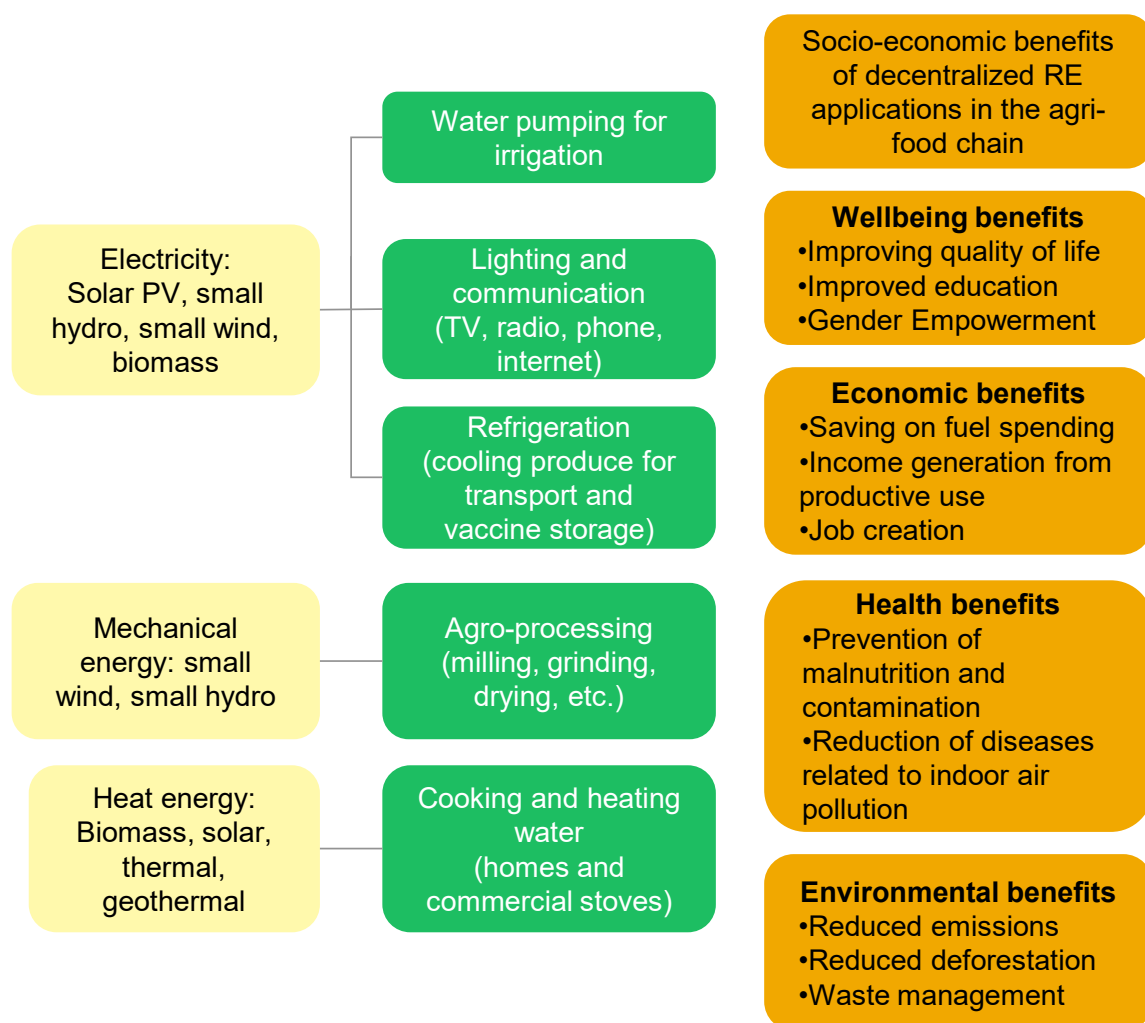 Electricity:
Solar PV, small
hydro, small wind,
biomass
Mechanical
energy: small
wind, small hydro
Heat energy:
Biomass, solar,
thermal,
geothermal
Water pumping for
irrigation
Lighting and
communication
(TV, radio, phone,
internet)
Refrigeration
(cooling produce for
transport and
vaccine storage)
Agro-processing
(milling, grinding,
drying, etc.)
Cooking and heating
water
(homes and
commercial stoves)
Socio-economic benefits
of decentralized RE
applications in the agri-
food chain
Wellbeing benefits
•Improving quality of life
•Improved education
•Gender Empowerment
Economic benefits
•Saving on fuel spending
•Income generation from
productive use
•Job creation
Health benefits
•Prevention of
malnutrition and
contamination
•Reduction of diseases
related to indoor air
pollution
Environmental benefits
•Reduced emissions
•Reduced deforestation
•Waste management